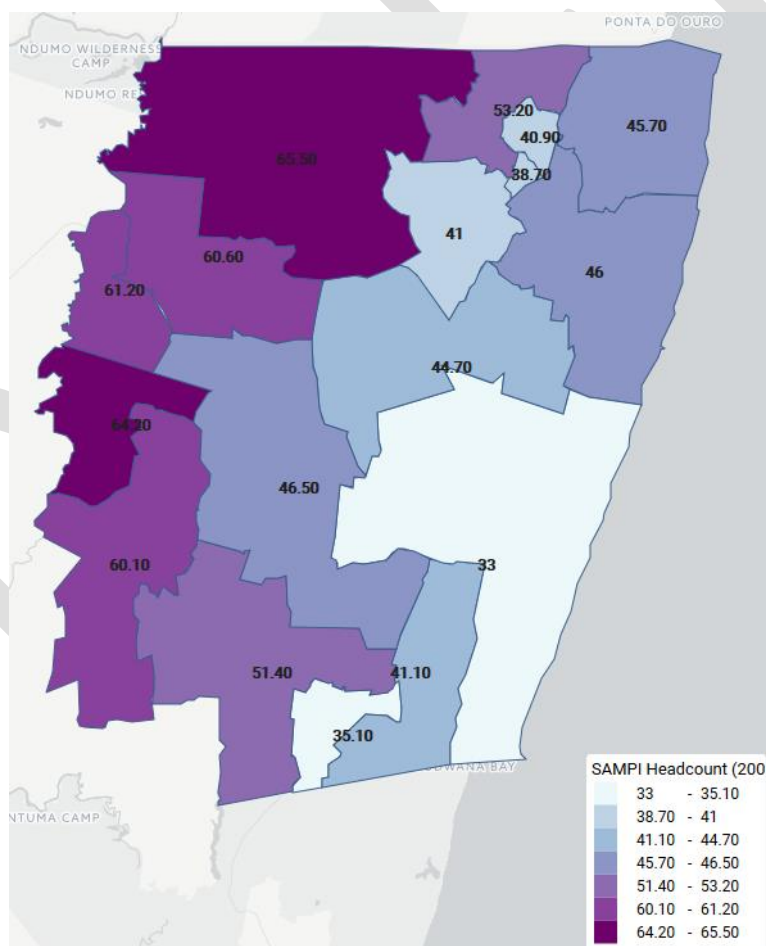 PONTA DO OURO
NDUMO WILDERNESS
CAMP
NDUMO RE
53.20
45.70
40.90
65.50
38.70
41
60.60
46
61.20
44.70
64.20
46.50
60.10
33
51.40
41.10
35.10
DWANA BAY
NTUMA CAMP
SAMPI Headcount (200
33 - 35.10
38.70 - 41
41.10 - 44.70
45.70 - 46.50
51.40 - 53.20
60.10 - 61.20
64.20 - 65.50